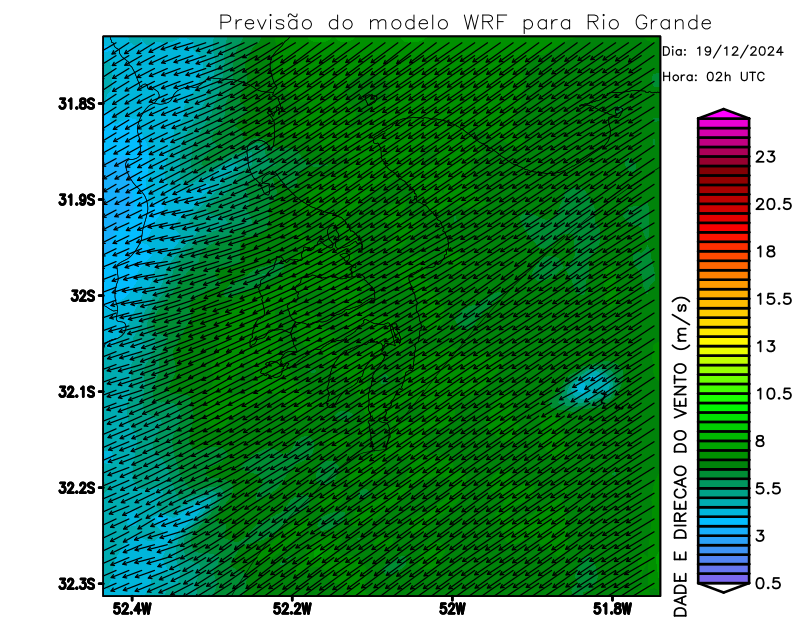 Previsão do modelo WRF para Rio Grande
Dia: 19/12/2024
Hora: 02h UTC
31.8S
31.9S
32S
32.1S
32.2S
32.3S
52.4W
52.2W
52W
51.8W
23
20.5
18
15.5
13
10.5
8
5.5
3
0.5
DADE E DIRECAO DO VENTO (m/s)